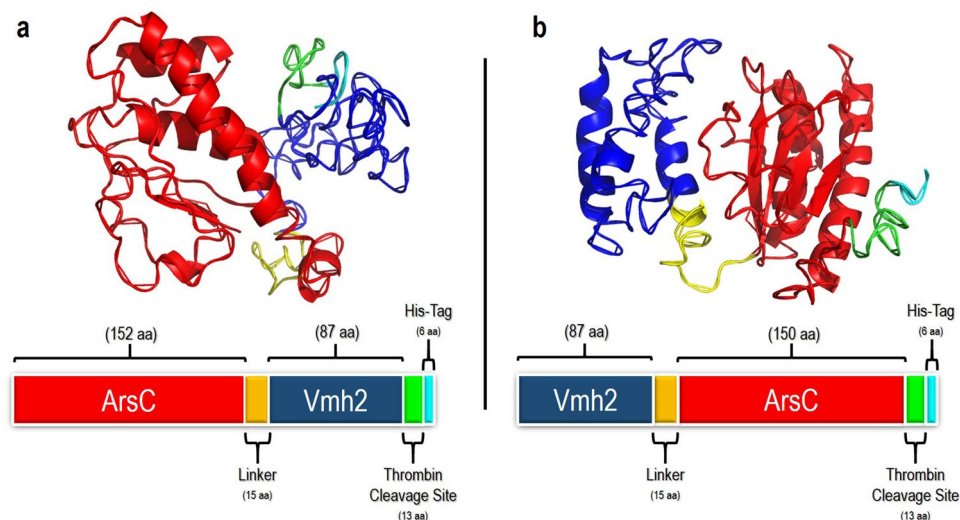 a
His-Tag
(6 aa)
(152 aa)
(87 aa)
ArsC
Vmh2
Linker
(15 aa)
Thrombin
Cleavage Site
(13 aa)
b
His-Tag
(6 aa)
(87 aa)
(150 aa)
Vmh2
ArsC
Linker
(15 aa)
Thrombin
Cleavage Site
(13 aa)